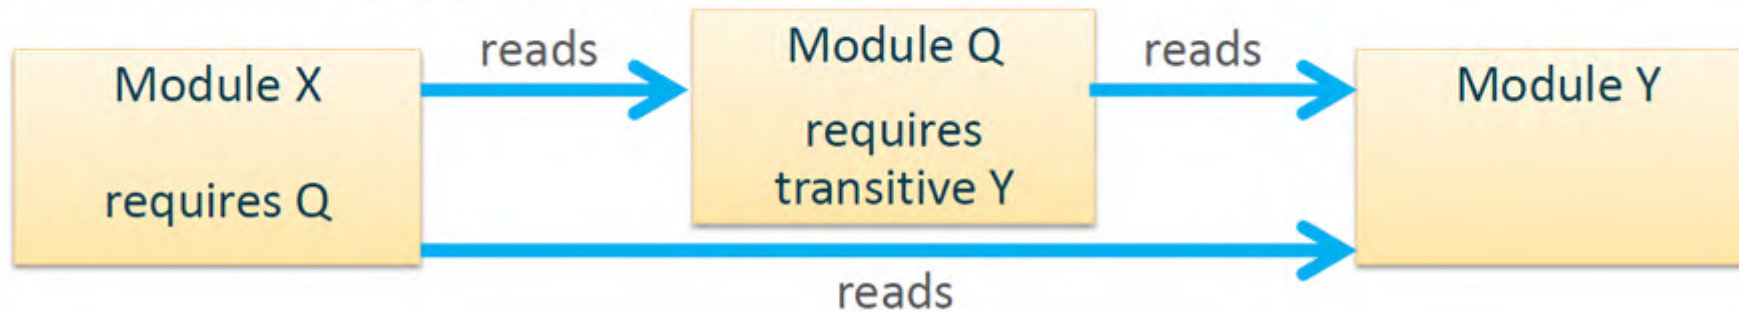 Module X
requires Q
reads
Module Q
requires
transitive Y
reads
Module Y
reads